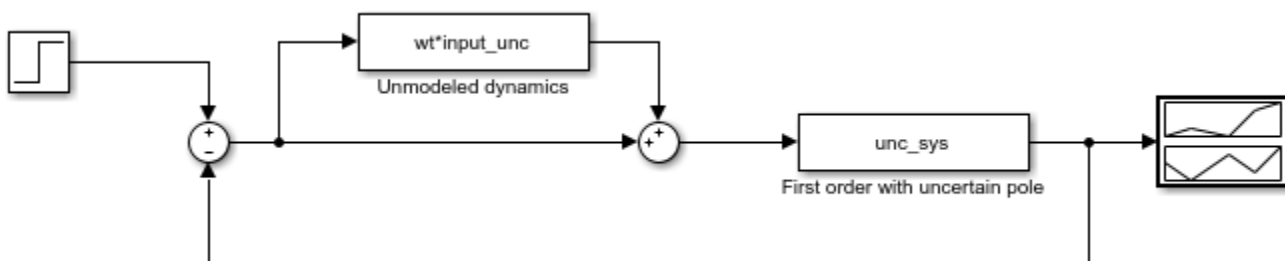 wt*input_unc
Unmodeled dynamics
+
−
+
+
unc_sys
First order with uncertain pole